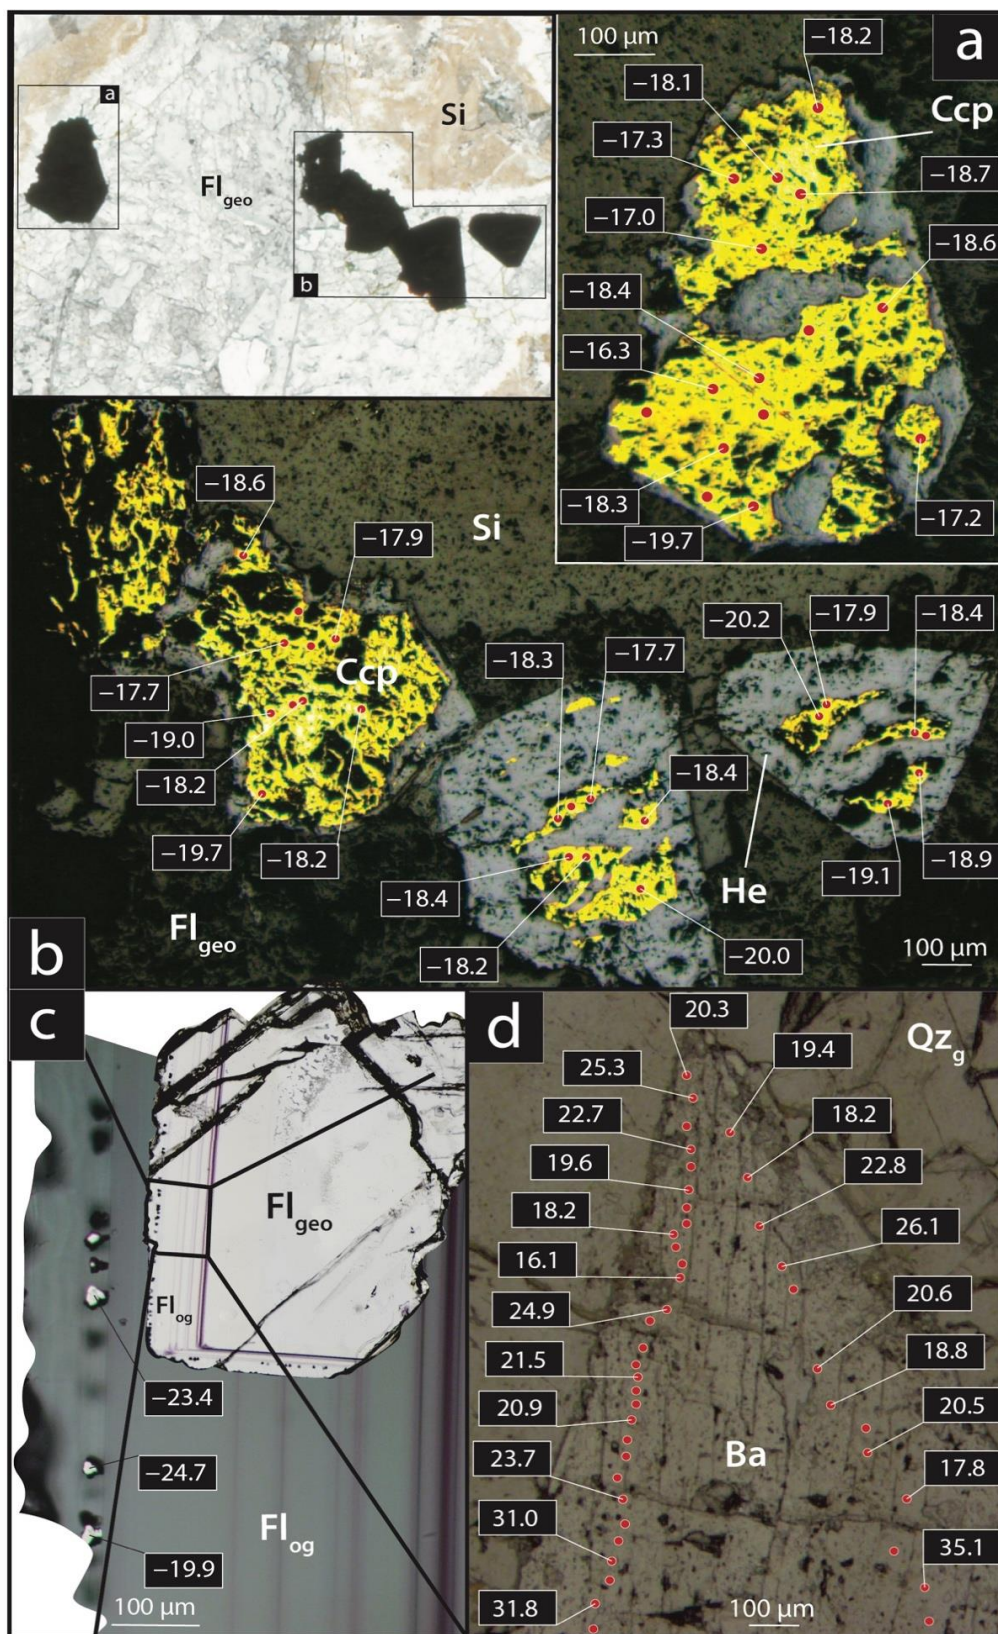 a
Si
Fl geo
b
100 µm
a
−18.2
−18.1
Ccp
−17.3
−18.7
−17.0
−18.6
−18.4
−16.3
−18.3
−19.7
−17.2
−18.6
Si
−17.9
Ccp
−17.7
−19.0
−18.2
−19.7
−18.2
−18.3
−17.7
−18.4
−18.4
−18.2
−20.0
−20.2
−17.9
−18.4
−18.9
−19.1
He
Fl geo
b
100 µm
c
Fl geo
Fl og
−23.4
−24.7
−19.9
Fl og
100 µm
d
20.3
Qz g
25.3
19.4
22.7
18.2
19.6
22.8
18.2
26.1
16.1
24.9
20.6
21.5
18.8
20.9
20.5
23.7
Ba
17.8
31.0
35.1
31.8
100 µm